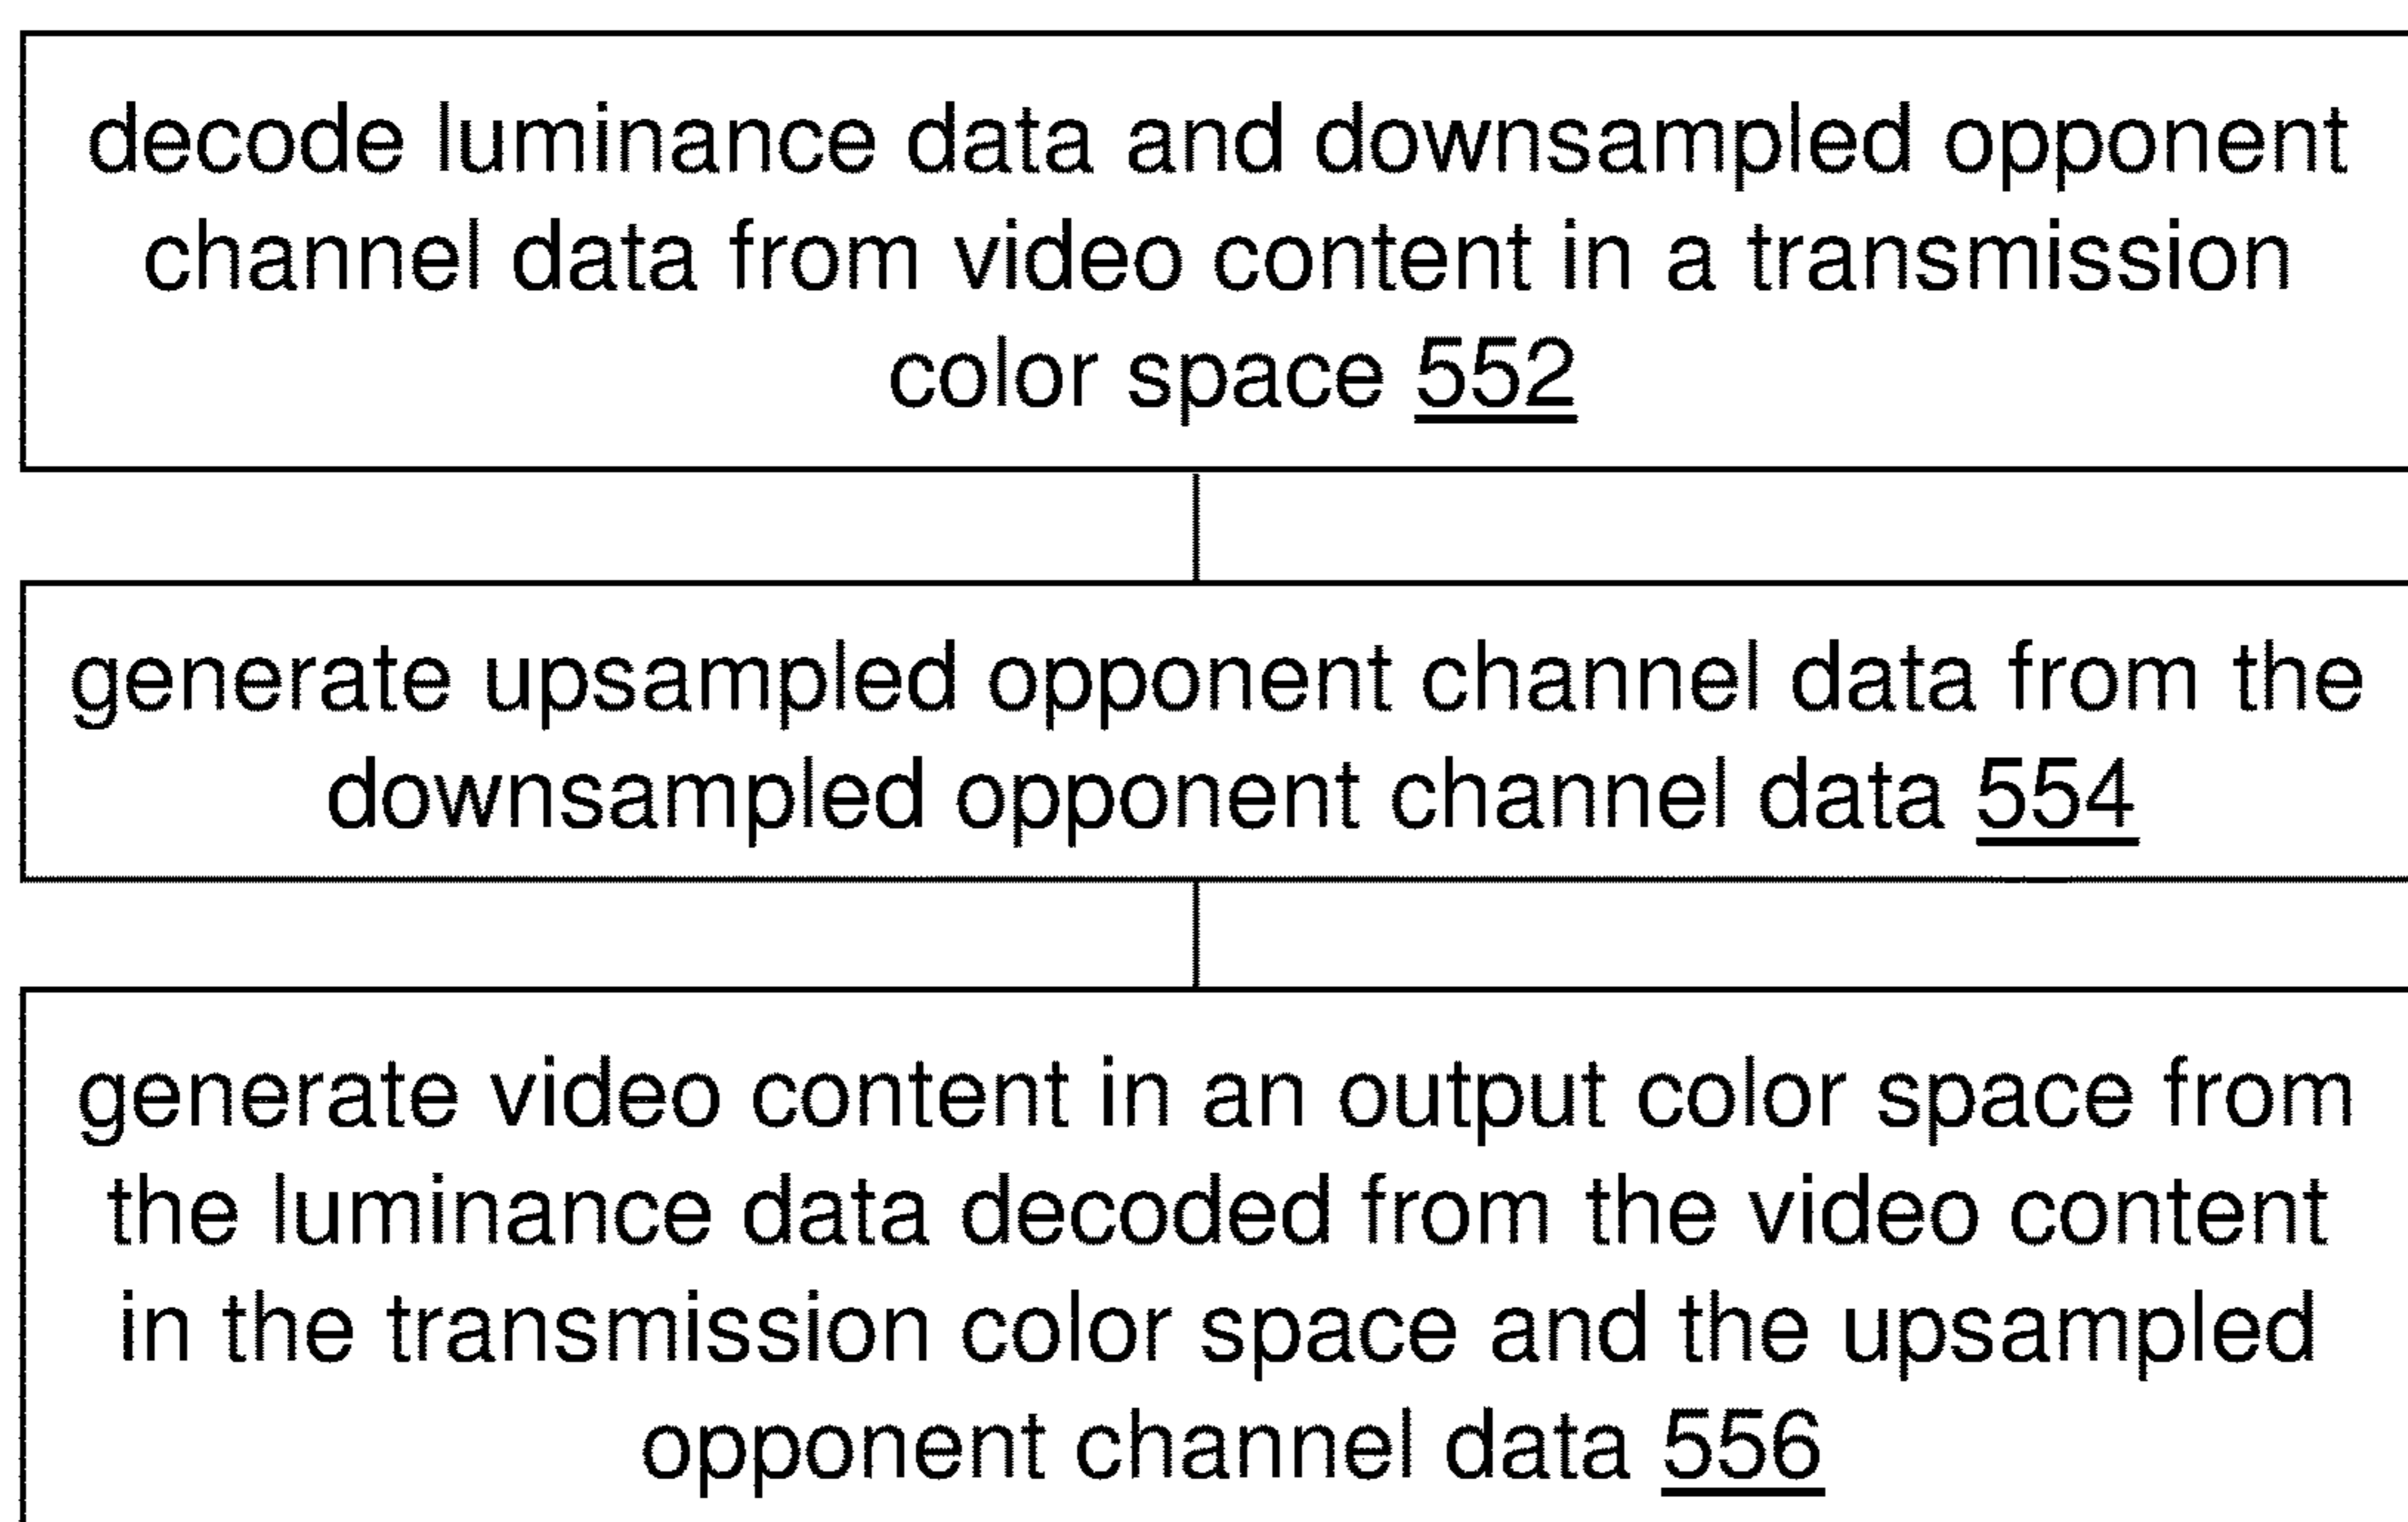 decode luminance data and downsampled opponent
channel data from video content in a transmission
color space 552
generate upsampled opponent channel data from the
downsampled opponent channel data 554
generate video content in an output color space from
the luminance data decoded from the video content
in the transmission color space and the upsampled
opponent channel data 556